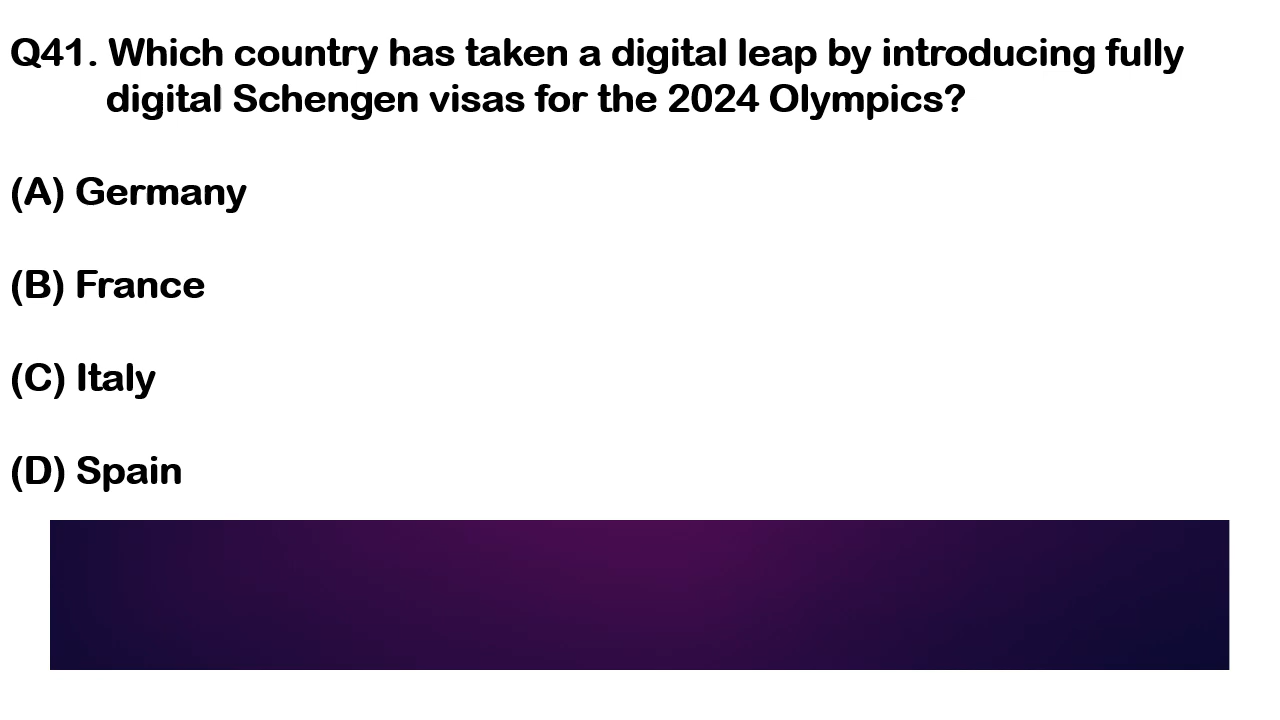 Q41. Which country has taken a digital leap by introducing fully
digital Schengen visas for the 2024 Olympics?
(A) Germany
(B) France
(C) Italy
(D) Spain